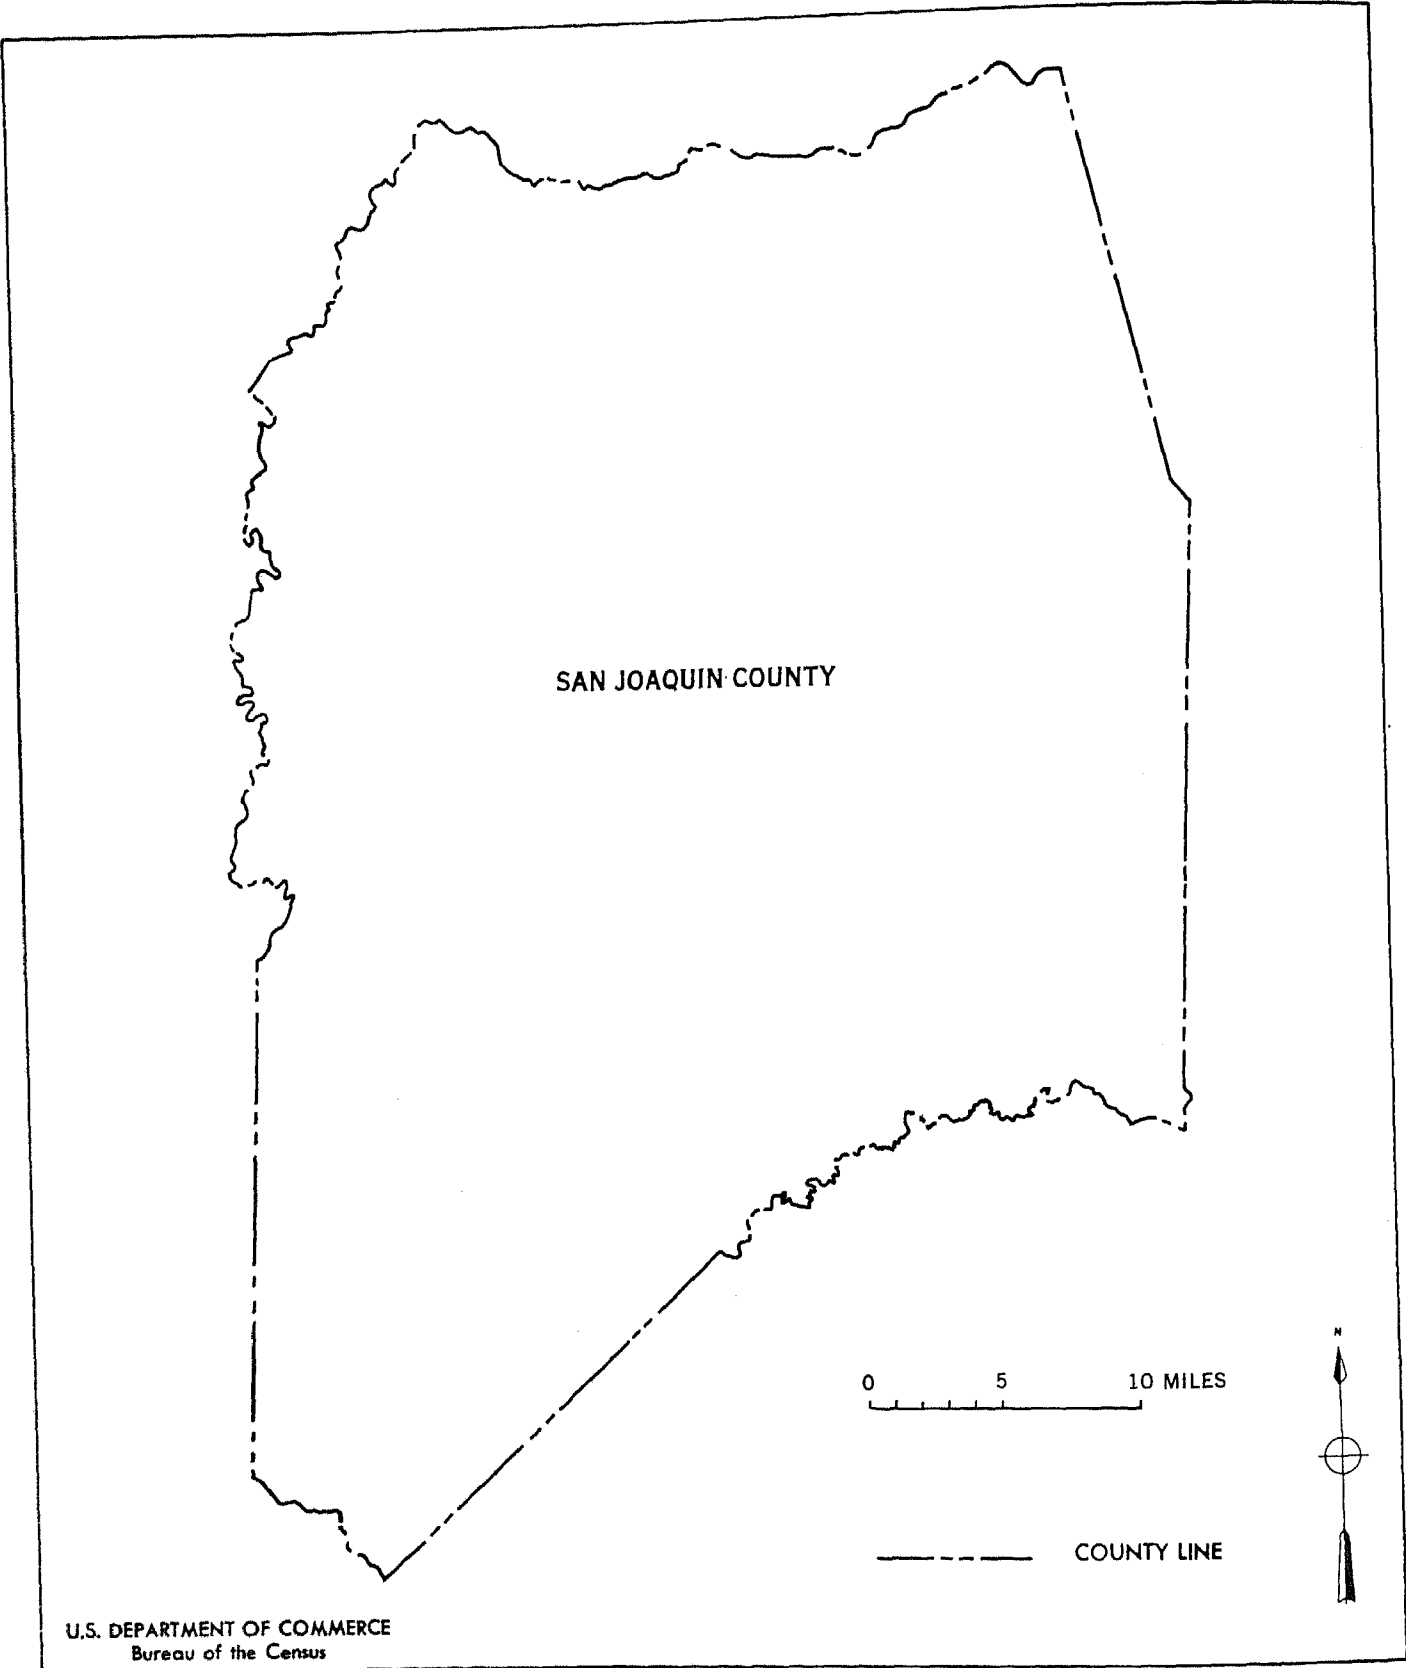 SAN JOAQUIN COUNTY
N
0 5 10 MILES
COUNTY LINE
U.S. DEPARTMENT OF COMMERCE
Bureau of the Census